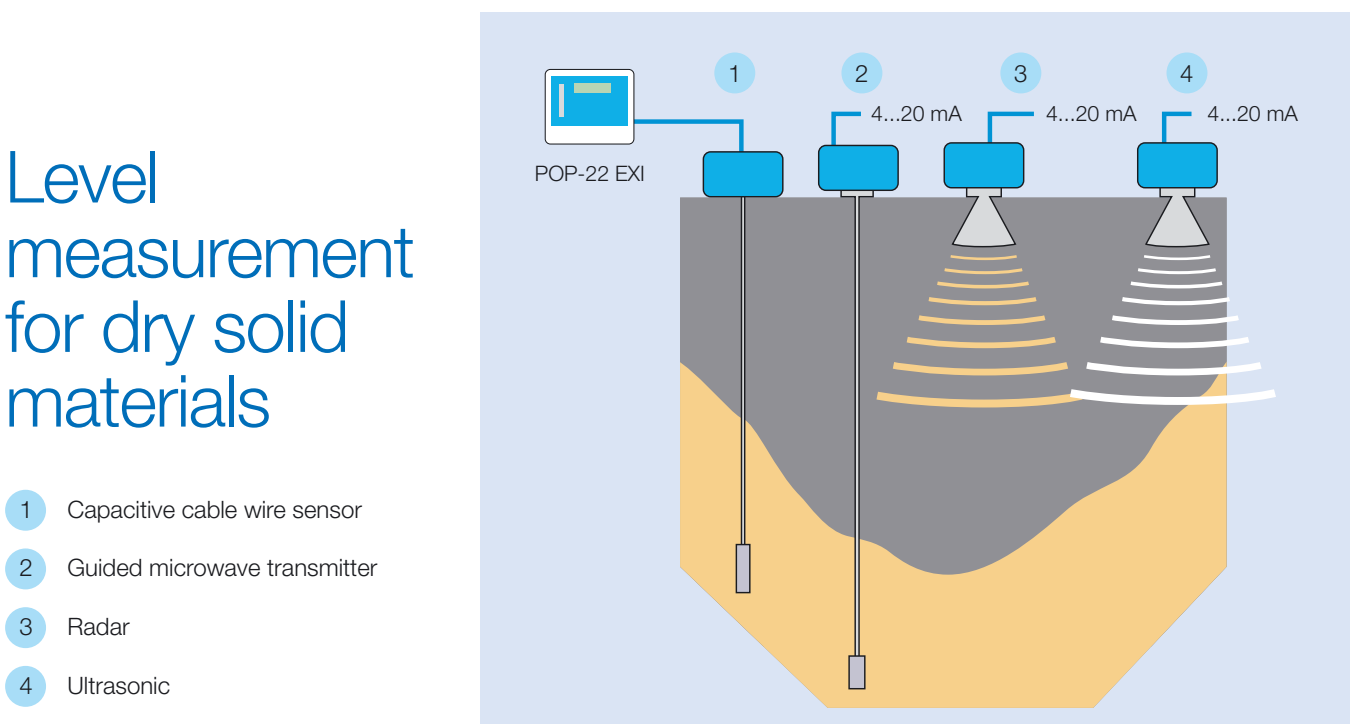 Level
measurement
for dry solid
materials
1 Capacitive cable wire sensor
2 Guided microwave transmitter
3 Radar
4 Ultrasonic
1
2
3
4
4...20 mA
4...20 mA
4...20 mA
POP-22 EXI